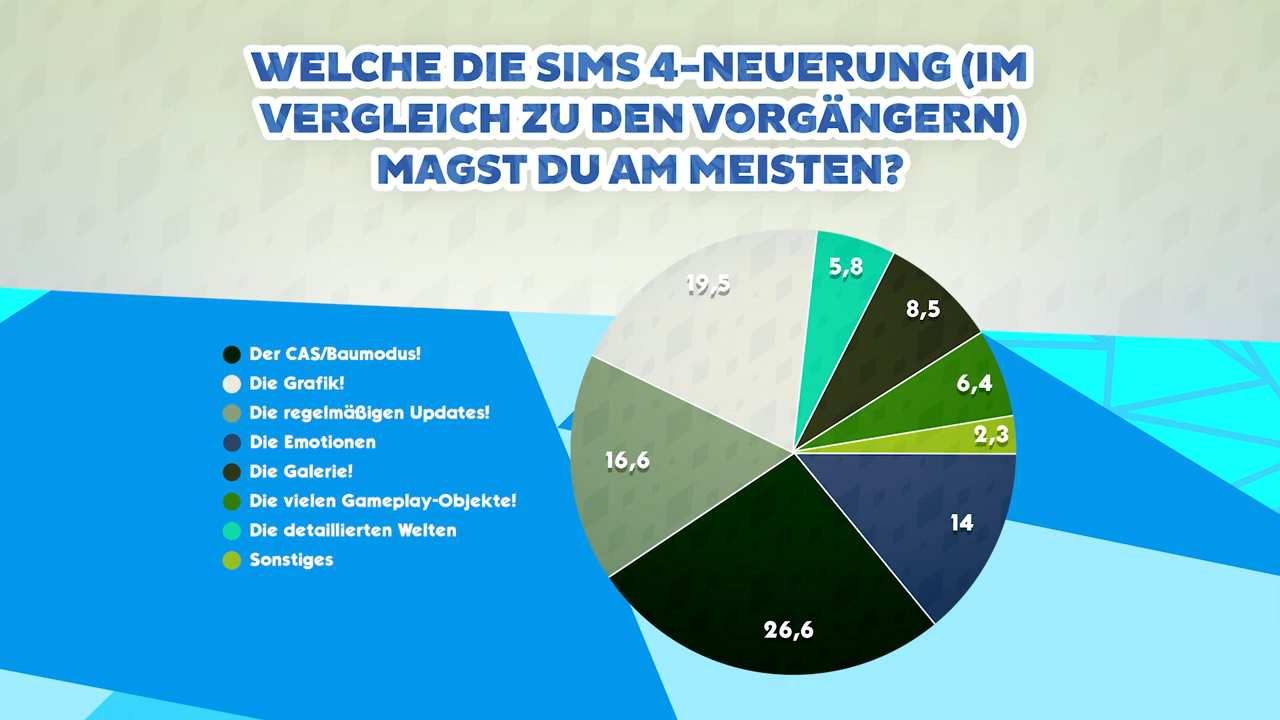 WELCHE DIE SIMS 4-NEUERUNG (IM
VERGLEICH ZU DEN VORGÄNGERN)
MAGST DU AM MEISTEN?
Der CAS/Baumodus!
Die Grafik!
Die regelmäßigen Updates!
Die Emotionen
Die Galerie!
Die vielen Gameplay-Objekte!
Die detaillierten Welten
Sonstiges
5,8
19,5
8,5
6,4
2,3
16,6
14
26,6